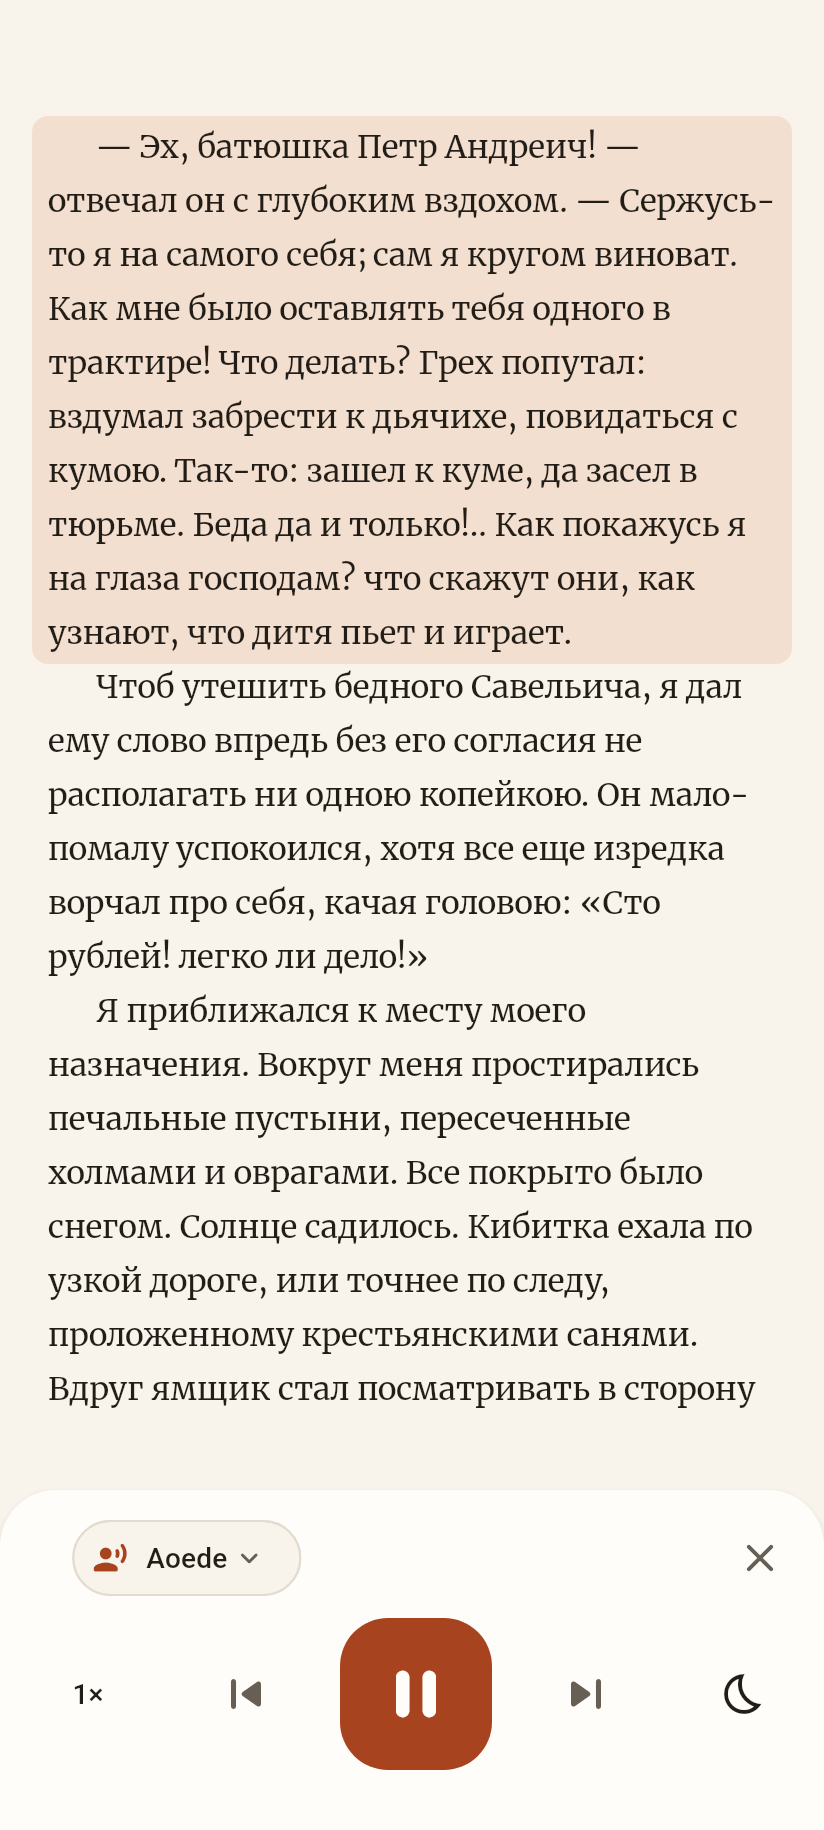 — Эх, батюшка Петр Андреич! —
отвечал он с глубоким вздохом. — Сержусь-
то я на самого себя; сам я кругом виноват.
Как мне было оставлять тебя одного в
трактире! Что делать? Грех попутал:
вздумал забрести к дьячихе, повидаться с
кумою. Так-то: зашел к куме, да засел в
тюрьме. Беда да и только!.. Как покажусь я
на глаза господам? что скажут они, как
узнают, что дитя пьет и играет.
Чтоб утешить бедного Савельича, я дал
ему слово впредь без его согласия не
располагать ни одною копейкою. Он мало-
помалу успокоился, хотя все еще изредка
ворчал про себя, качая головою: «Сто
рублей! легко ли дело!»
Я приближался к месту моего
назначения. Вокруг меня простирались
печальные пустыни, пересеченные
холмами и оврагами. Все покрыто было
снегом. Солнце садилось. Кибитка ехала по
узкой дороге, или точнее по следу,
проложенному крестьянскими санями.
Вдруг ямщик стал посматривать в сторону
Aoede
1×